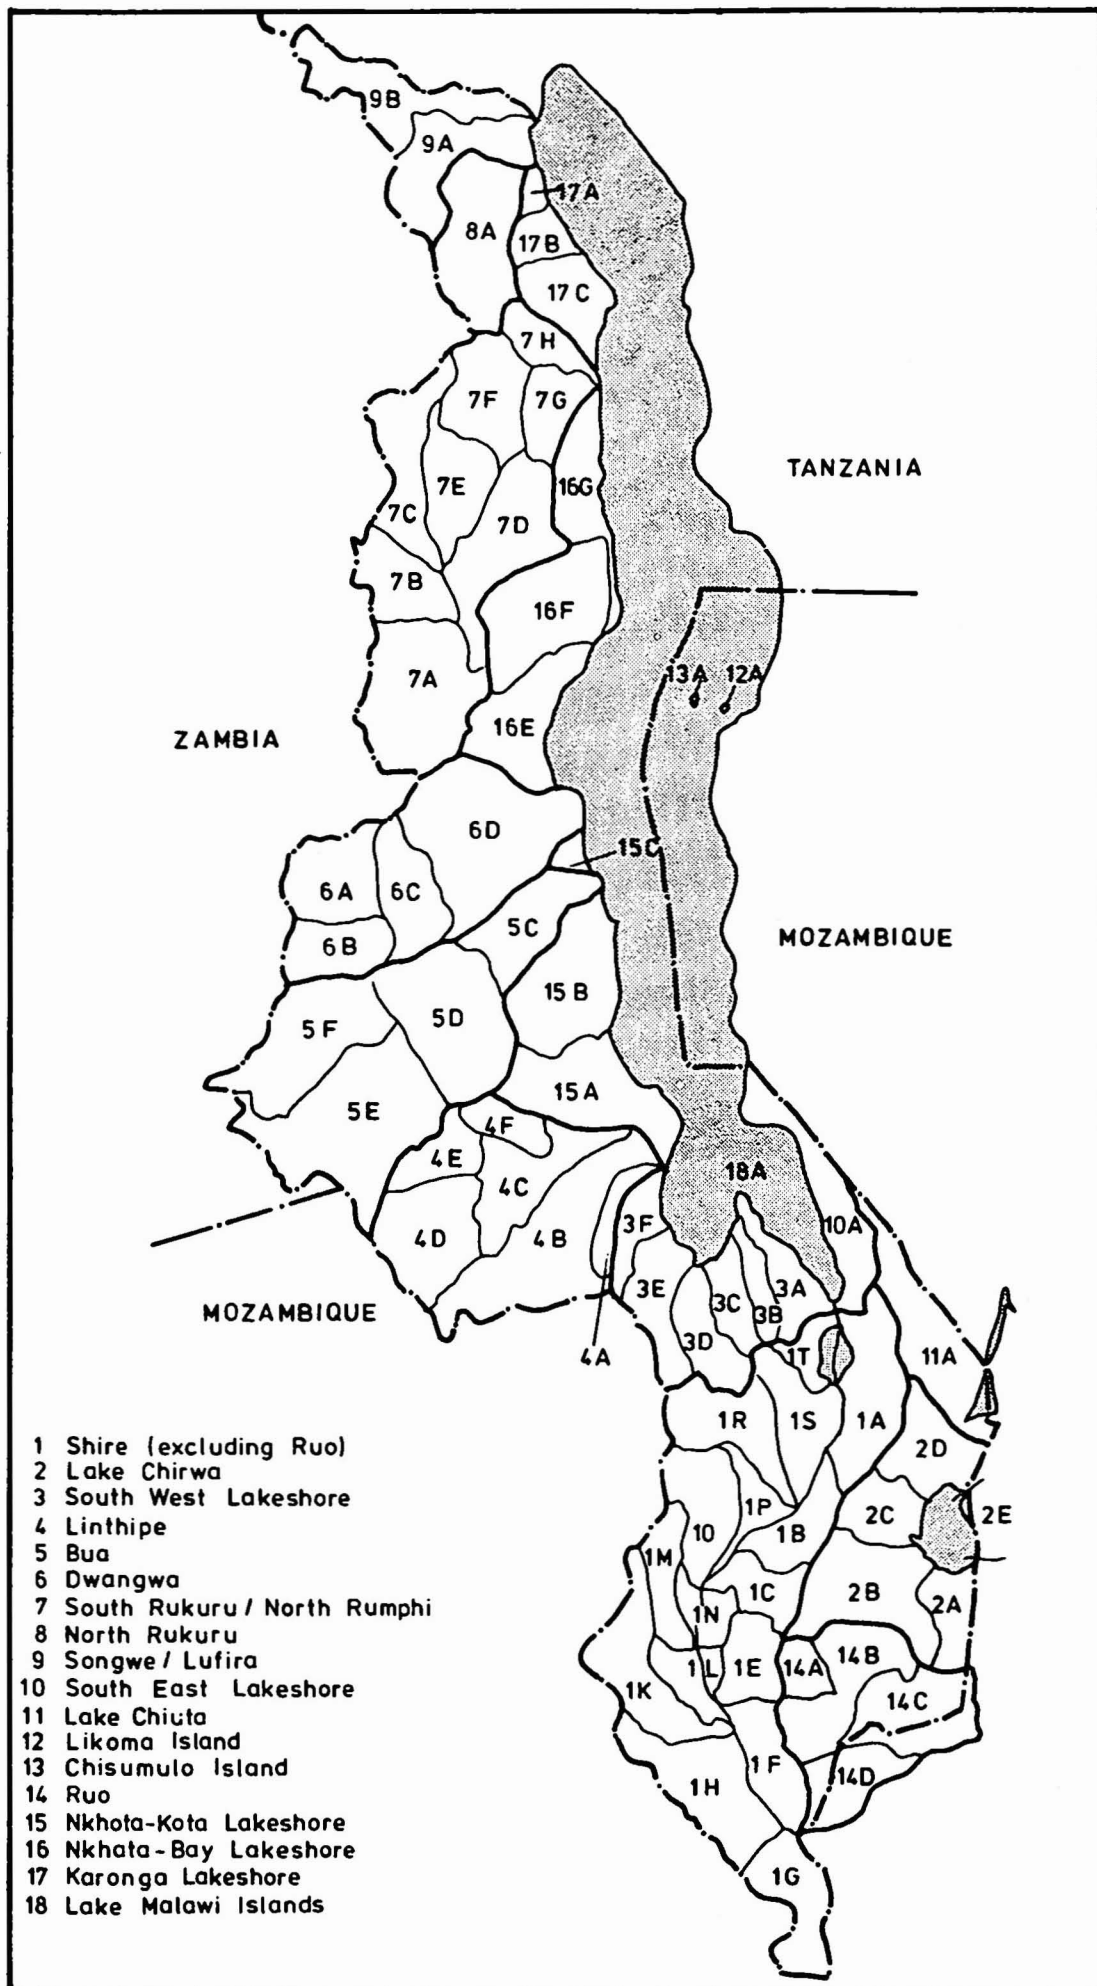 9B
9A
17A
8A
17B
17C
7H
7F
7G
TANZANIA
7E
16G
7C
7D
7B
16F
13A
12A
7A
16E
ZAMBIA
6D
15C
6A
6C
5C
MOZAMBIQUE
6B
15B
5F
5D
15A
5E
4F
4E
18A
4C
10A
3F
4D
4B
3E
3A
3C
MOZAMBIQUE
3B
3D
4A
1T
11A
1R
1S
1A
2D
1P
2C
2E
10
1B
1M
1C
2B
2A
1N
14B
1L
1E
14A
1K
14C
1F
14D
1H
1G
1 Shire (excluding Ruo)
2 Lake Chirwa
3 South West Lakeshore
4 Linthipe
5 Bua
6 Dwangwa
7 South Rukuru / North Rumphi
8 North Rukuru
9 Songwe / Lufira
10 South East Lakeshore
11 Lake Chiuta
12 Likoma Island
13 Chisumulo Island
14 Ruo
15 Nkhota-Kota Lakeshore
16 Nkhata-Bay Lakeshore
17 Karonga Lakeshore
18 Lake Malawi Islands